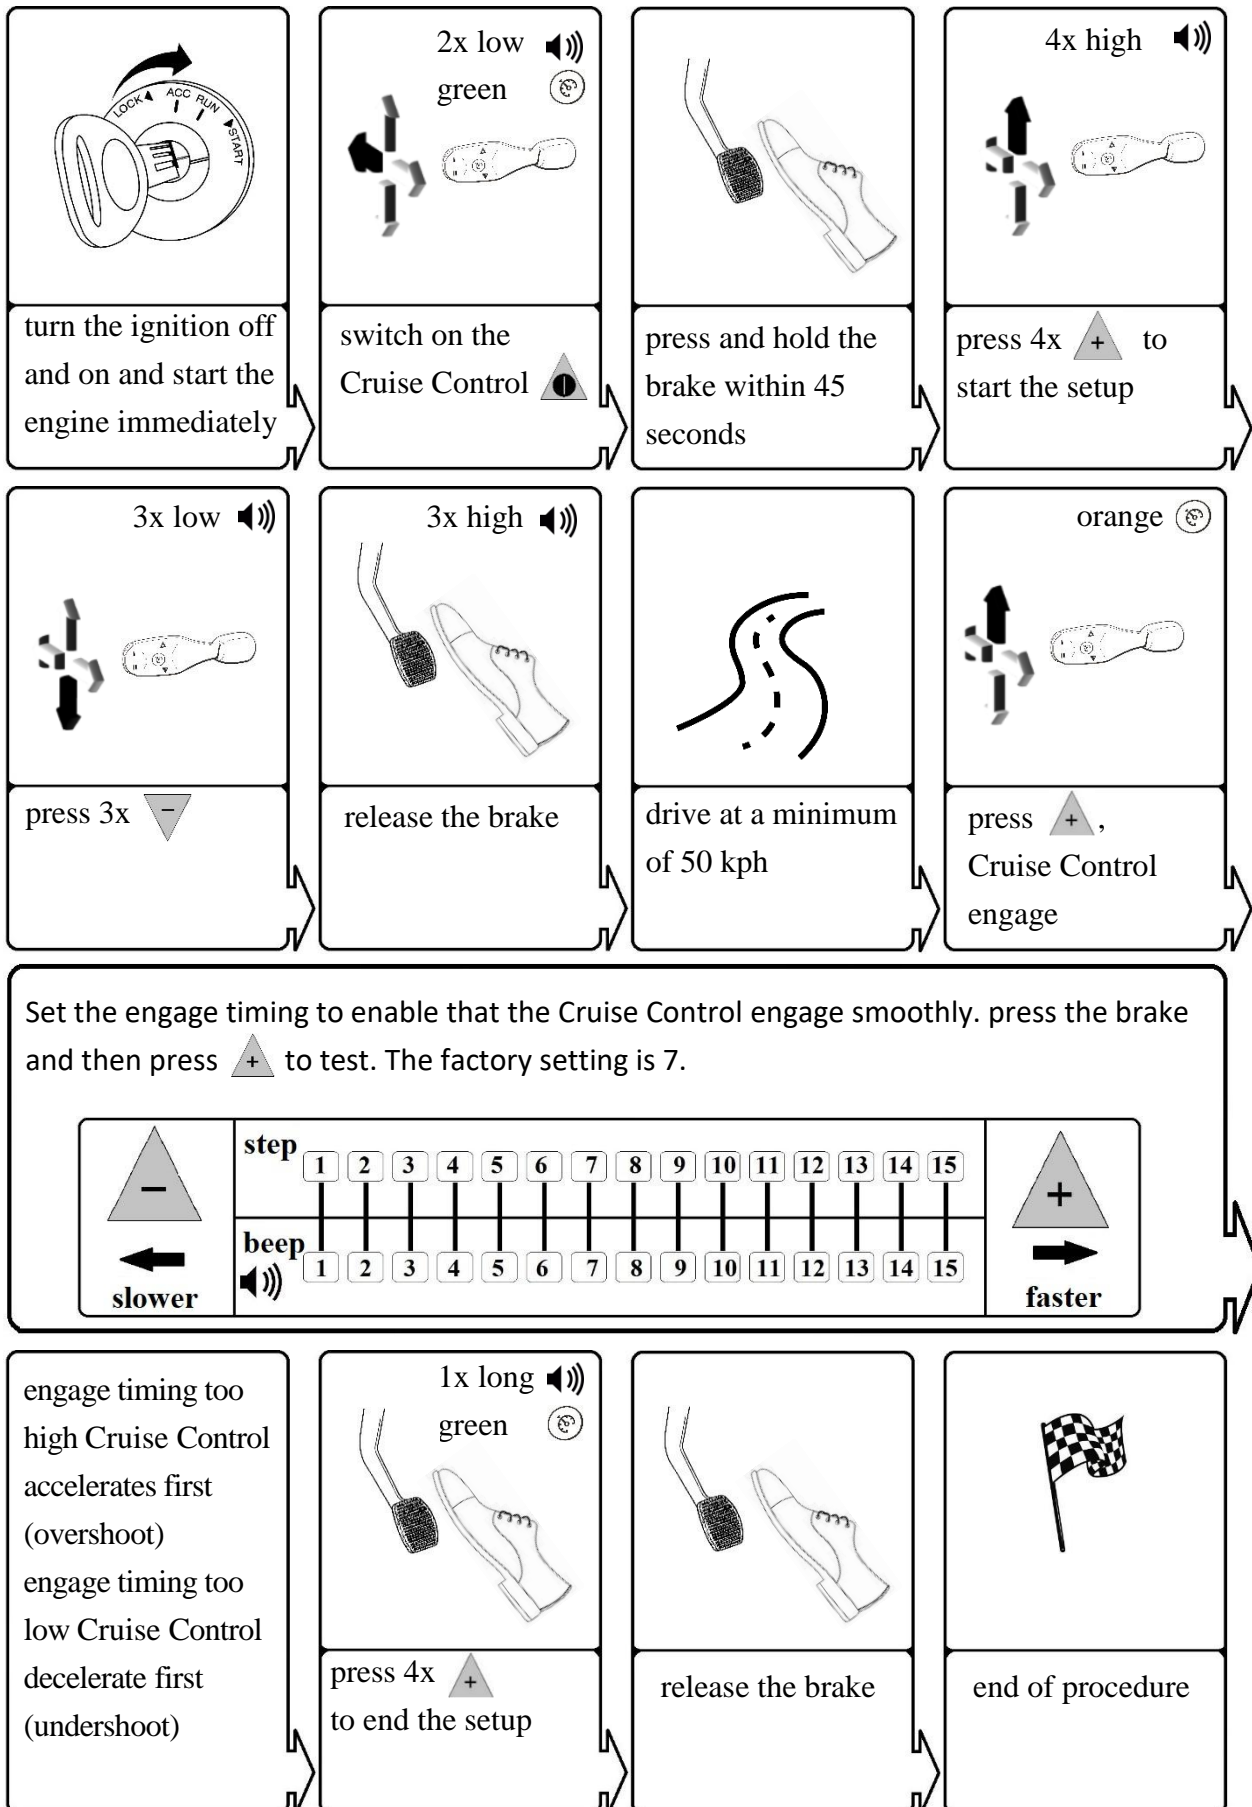 LOCK ACC RUN START
turn the ignition off
and on and start the
engine immediately
2x low
green
switch on the
Cruise Control
press and hold the
brake within 45
seconds
4x high
press 4x + to
start the setup
3x low
press 3x −
3x high
release the brake
drive at a minimum
of 50 kph
orange
press + ,
Cruise Control
engage
Set the engage timing to enable that the Cruise Control engage smoothly. press the brake
and then press + to test. The factory setting is 7.
−
slower
step
1 2 3 4 5 6 7 8 9 10 11 12 13 14 15
beep
1 2 3 4 5 6 7 8 9 10 11 12 13 14 15
+
faster
engage timing too
high Cruise Control
accelerates first
(overshoot)
engage timing too
low Cruise Control
decelerate first
(undershoot)
1x long
green
press 4x +
to end the setup
release the brake
end of procedure